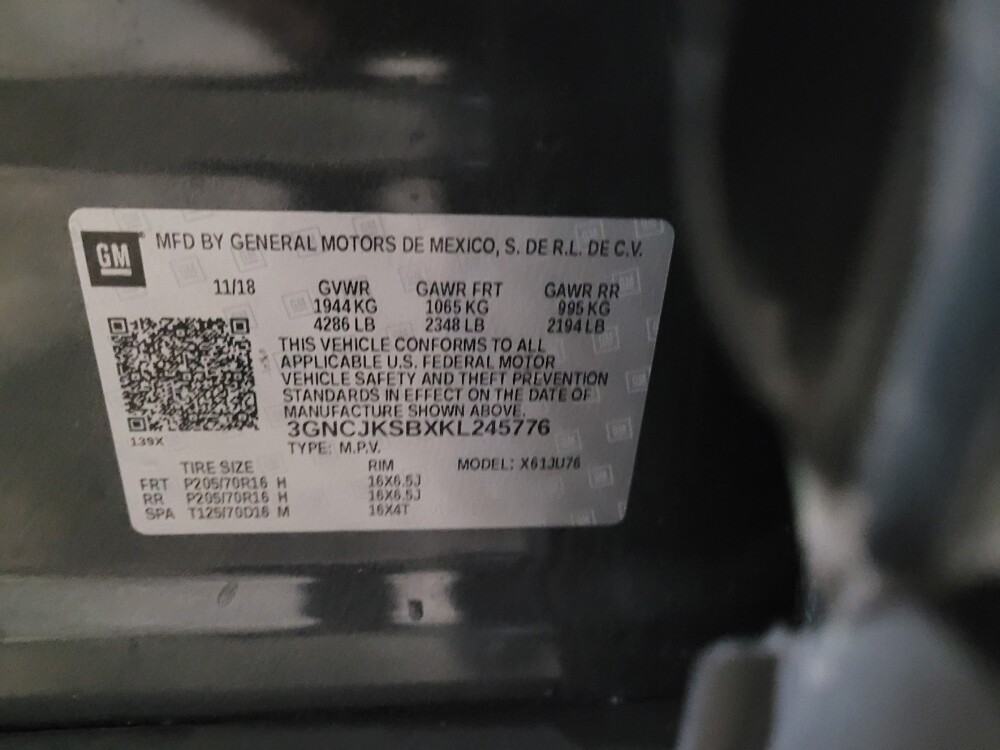 GM
MFD BY GENERAL MOTORS DE MEXICO, S. DE R.L. DE C.V.
11/18 GVWR GAWR FRT GAWR RR
1944 KG 1065 KG 995 KG
4286 LB 2348 LB 2194 LB
THIS VEHICLE CONFORMS TO ALL
APPLICABLE U.S. FEDERAL MOTOR
VEHICLE SAFETY AND THEFT PREVENTION
STANDARDS IN EFFECT ON THE DATE OF
MANUFACTURE SHOWN ABOVE.
139X
3GNCJKSBXKL245776
TYPE: M.P.V.
TIRE SIZE RIM MODEL: X61JU76
FRT P205/70R16 H 16X6.5J
RR P205/70R16 H 16X6.5J
SPA T125/70D16 M 16X4T